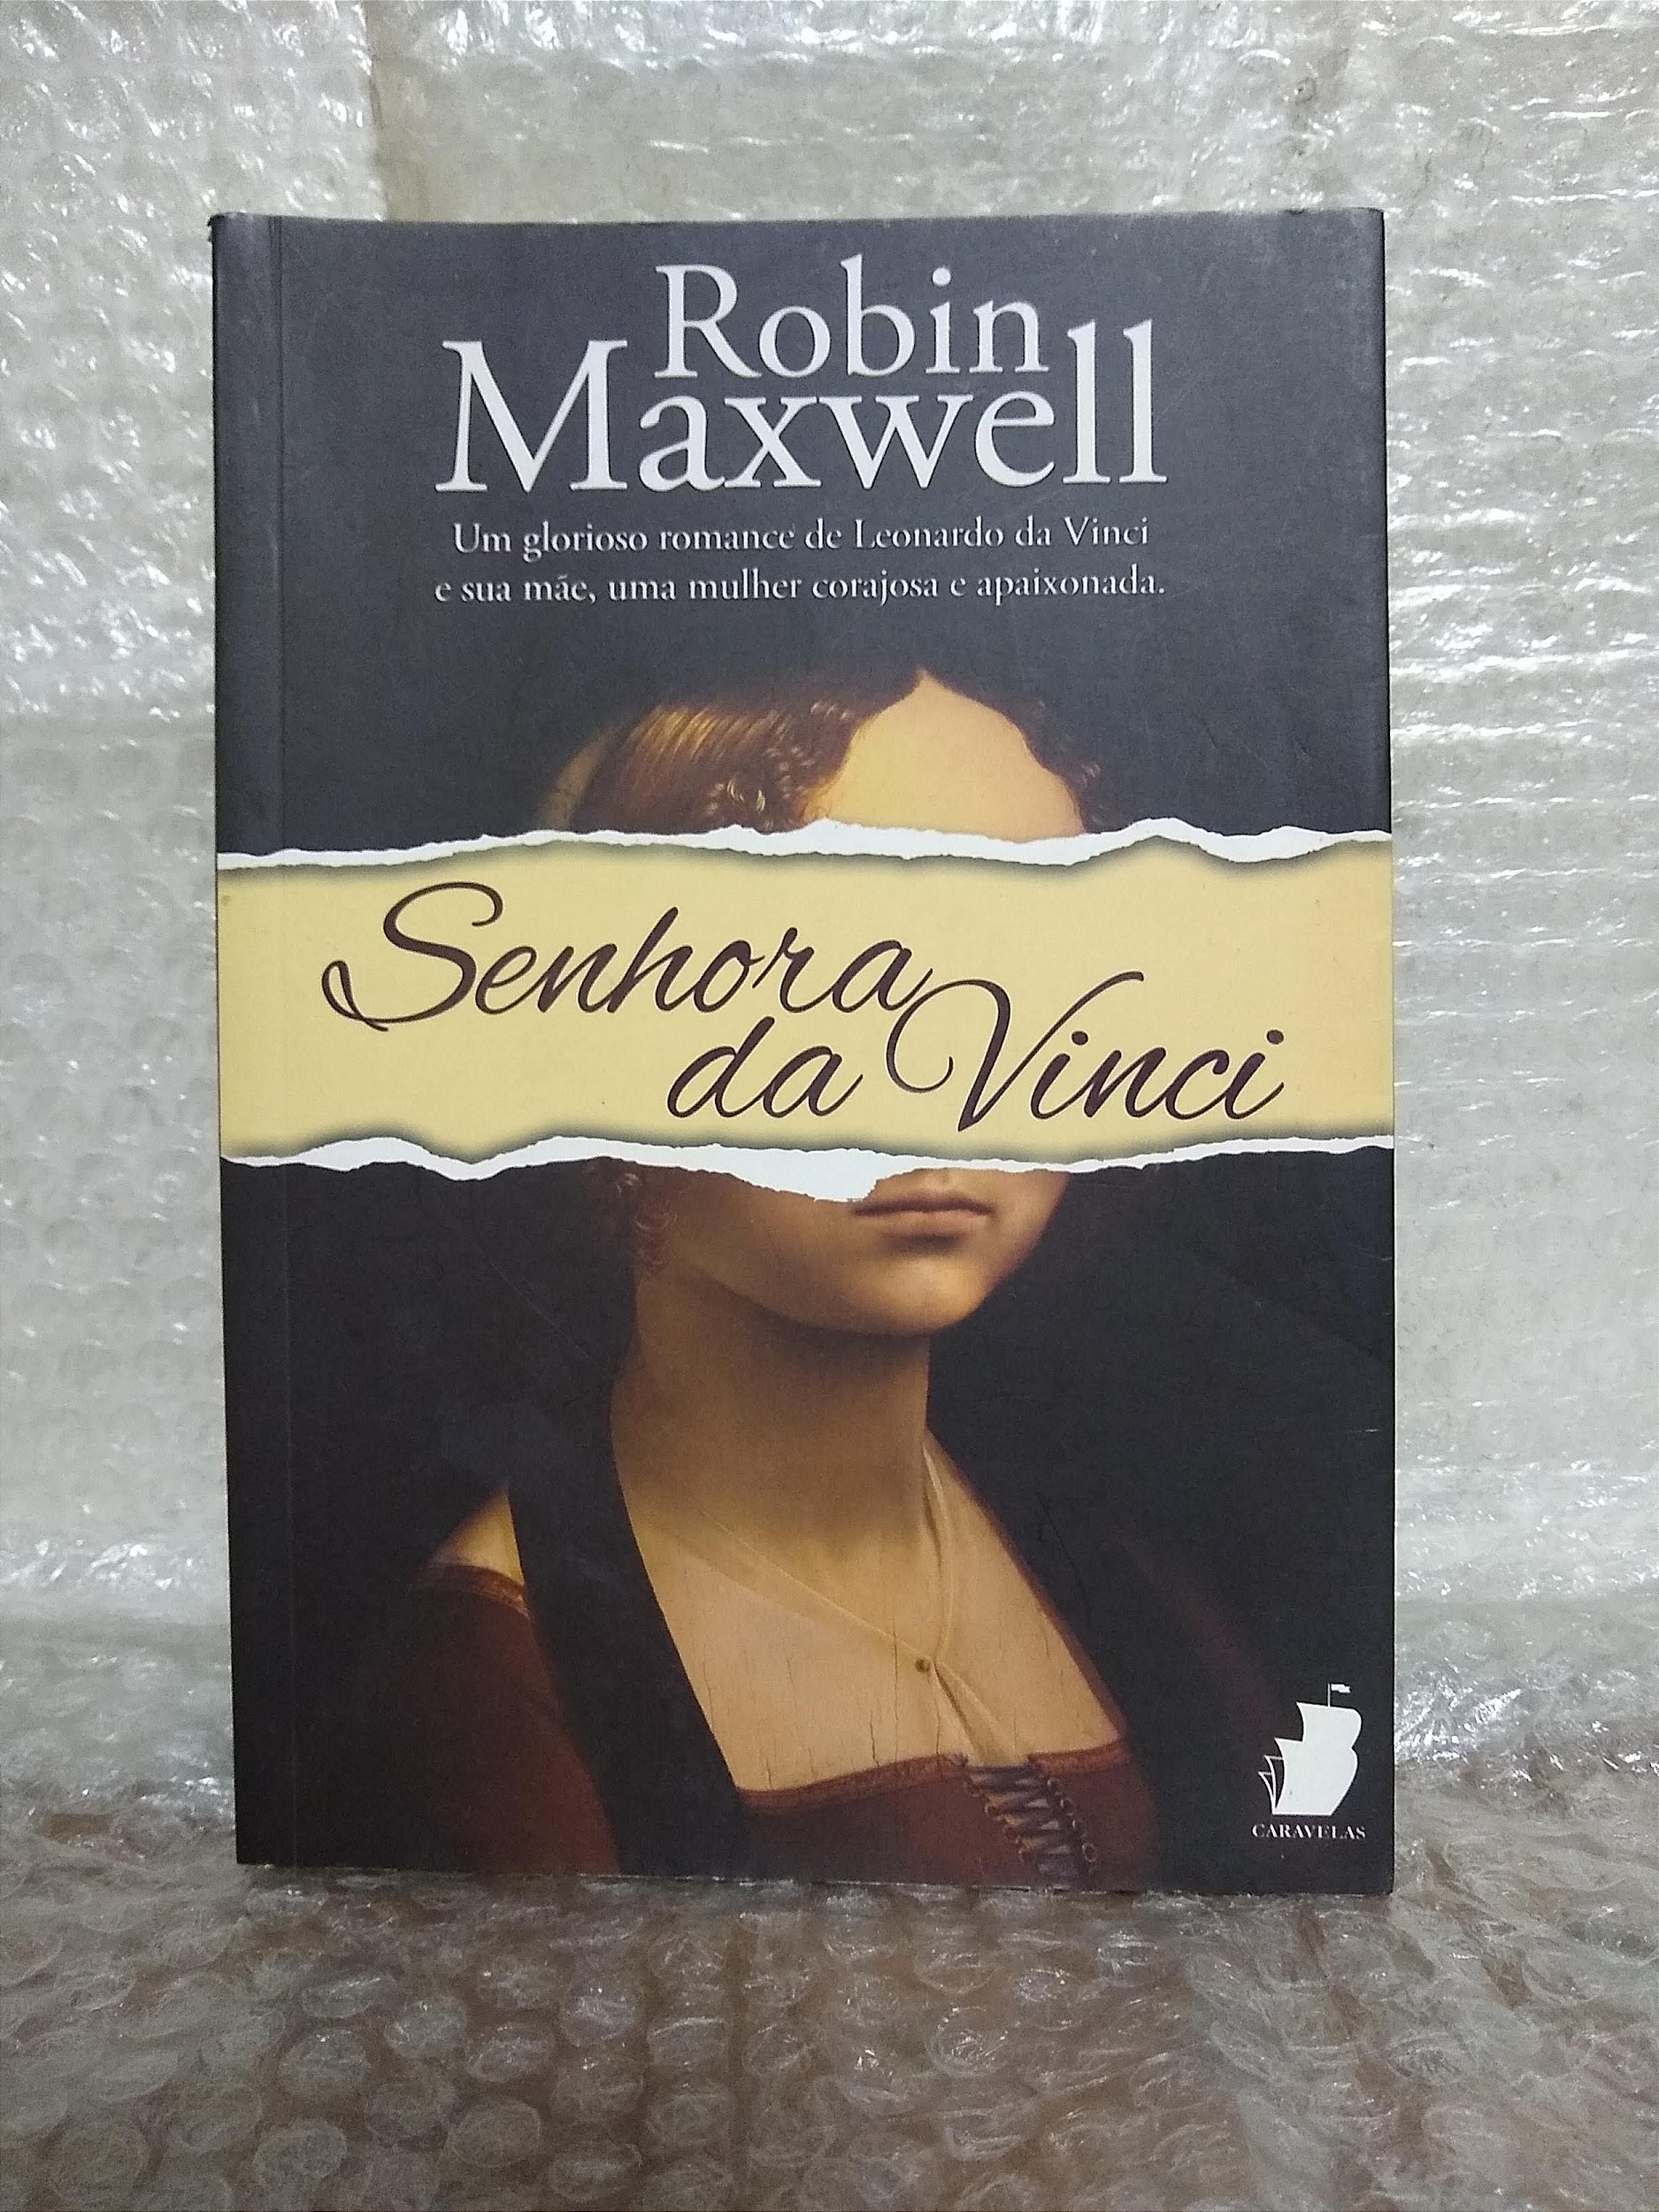 Robin
Maxwell
Um glorioso romance de Leonardo da Vinci
e sua mãe, uma mulher corajosa e apaixonada.
Senhora
da Vinci
CARAVELAS